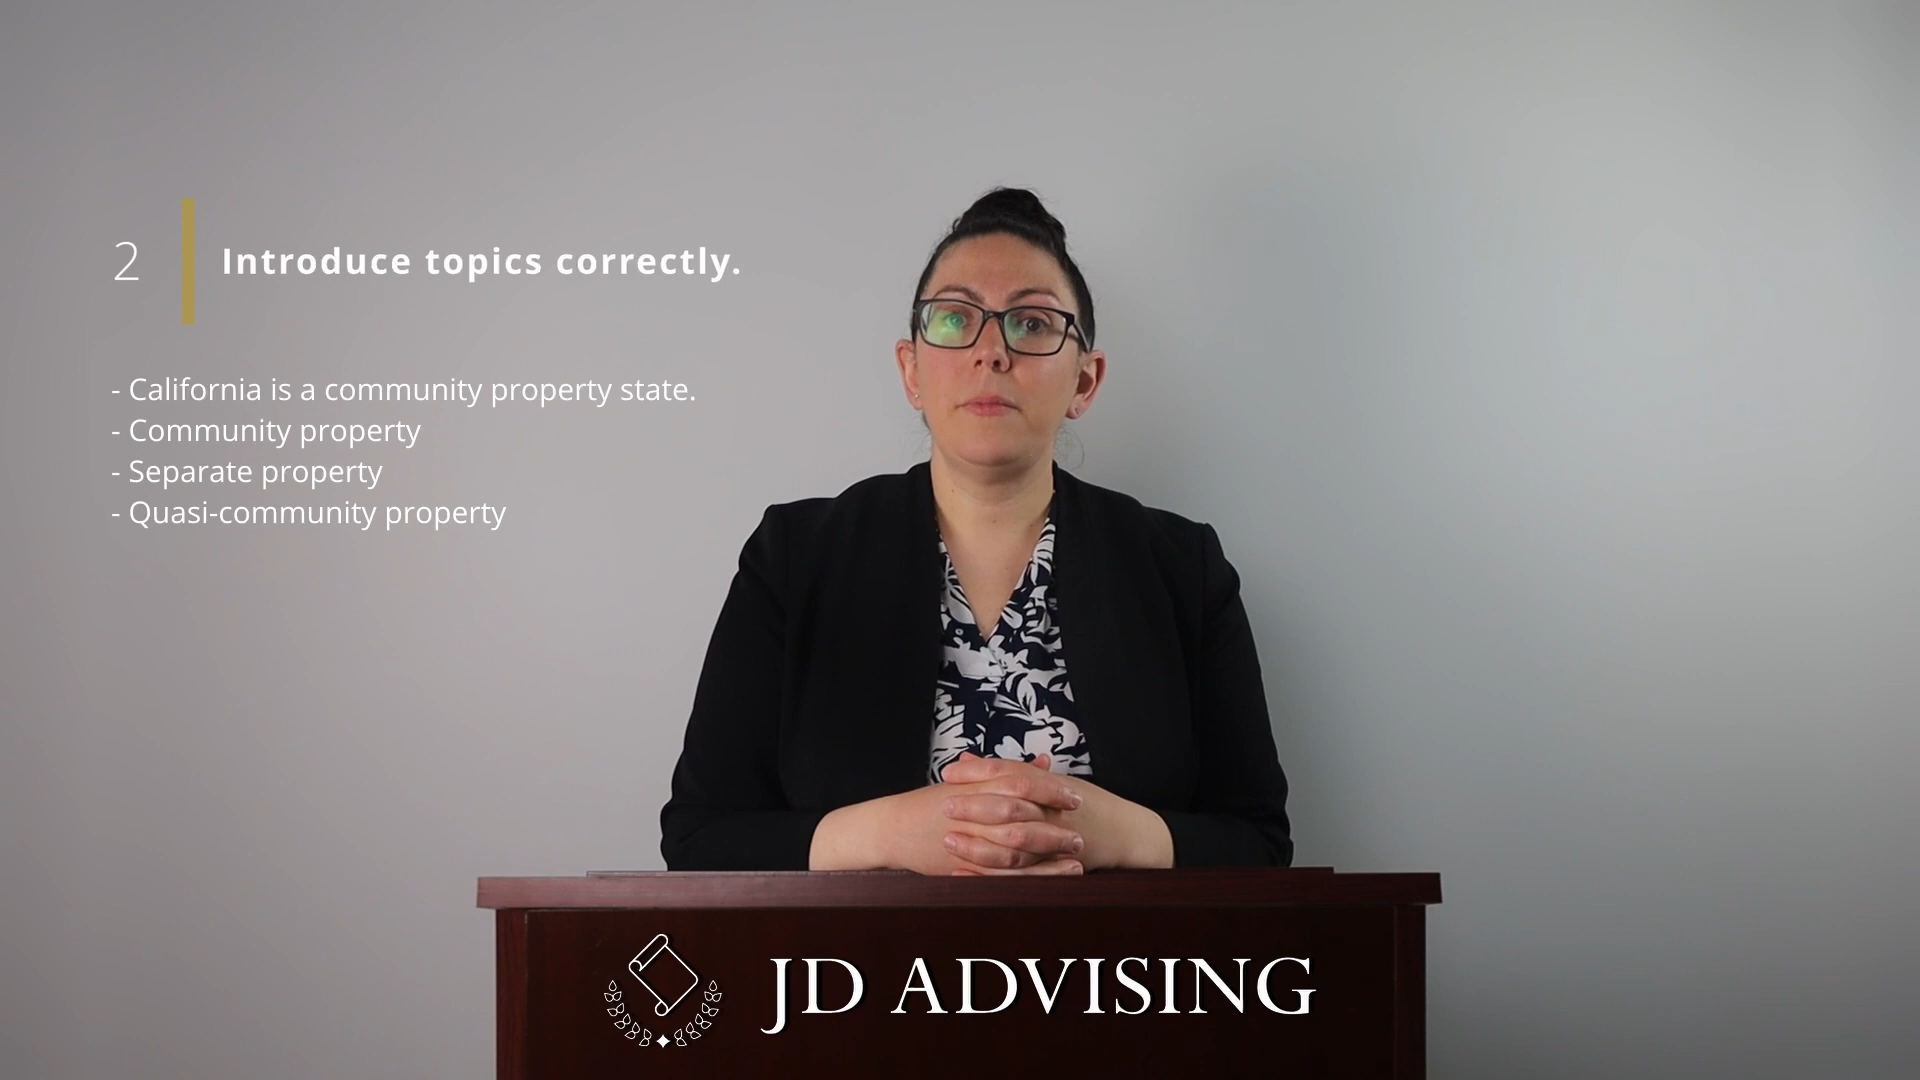 2
Introduce topics correctly.
- California is a community property state.
- Community property
- Separate property
- Quasi-community property
JD ADVISING